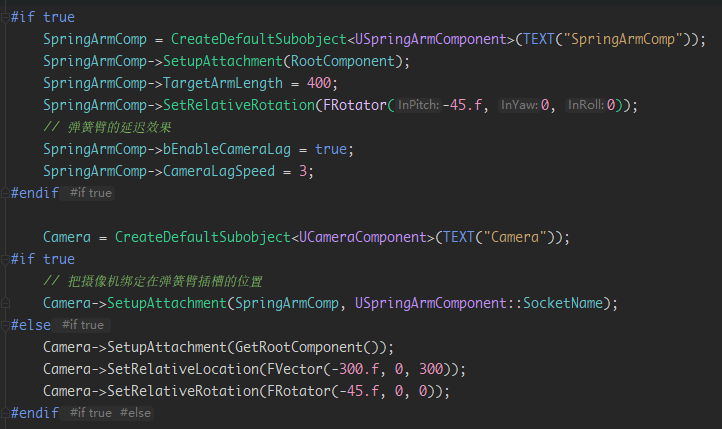 #if true
SpringArmComp = CreateDefaultSubobject<USpringArmComponent>(TEXT("SpringArmComp"));
SpringArmComp->SetupAttachment(RootComponent);
SpringArmComp->TargetArmLength = 400;
SpringArmComp->SetRelativeRotation(FRotator(InPitch:-45.f, InYaw:0, InRoll:0));
// 弹簧臂的延迟效果
SpringArmComp->bEnableCameraLag = true;
SpringArmComp->CameraLagSpeed = 3;
#endif #if true
Camera = CreateDefaultSubobject<UCameraComponent>(TEXT("Camera"));
#if true
// 把摄像机绑定在弹簧臂插槽的位置
Camera->SetupAttachment(SpringArmComp, USpringArmComponent::SocketName);
#else #if true
Camera->SetupAttachment(GetRootComponent());
Camera->SetRelativeLocation(FVector(-300.f, 0, 300));
Camera->SetRelativeRotation(FRotator(-45.f, 0, 0));
#endif #if true #else